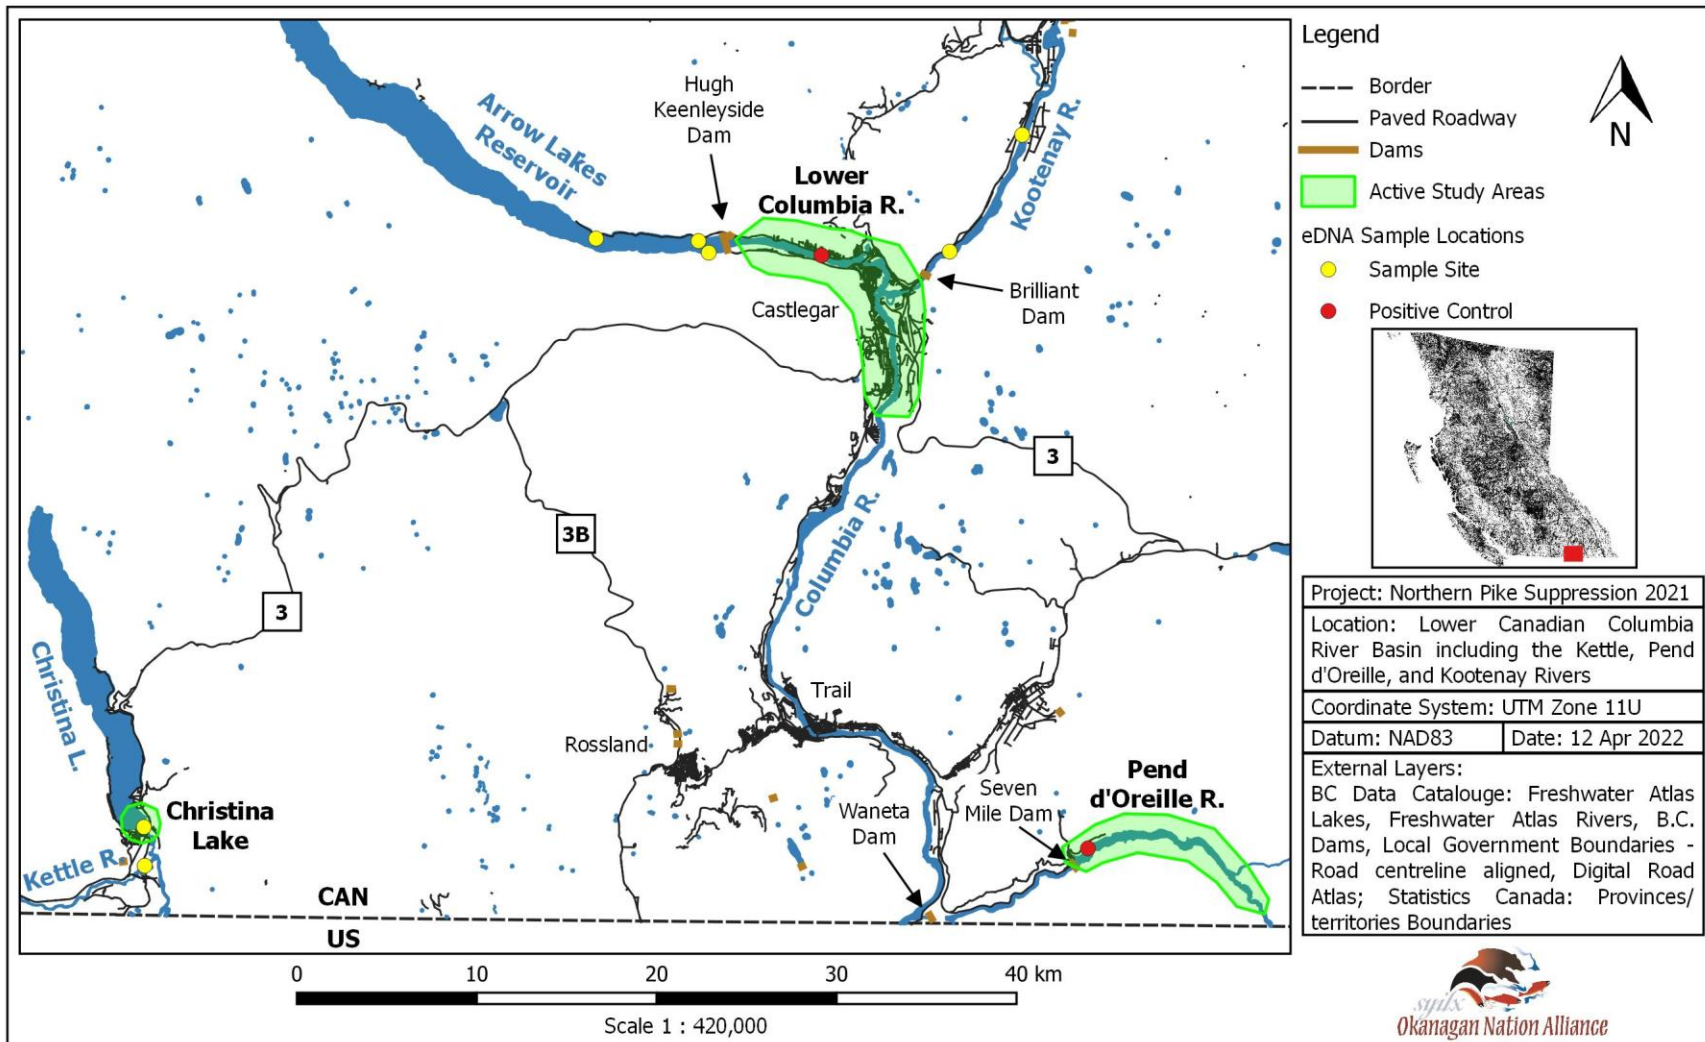 Hugh
Keenleyside
Dam
Arrow Lakes
Reservoir
Lower
Columbia R.
Kootenay R.
Castlegar
Brilliant
Dam
3
3B
3
Columbia R.
Christina L.
Trail
Rossland
Christina
Lake
Kettle R.
Waneta
Dam
Seven
Mile Dam
Pend
d'Oreille R.
CAN
US
0 10 20 30 40 km
Scale 1 : 420,000
Legend
Border
Paved Roadway
Dams
Active Study Areas
eDNA Sample Locations
Sample Site
Positive Control
N
Project: Northern Pike Suppression 2021
Location: Lower Canadian Columbia
River Basin including the Kettle, Pend
d'Oreille, and Kootenay Rivers
Coordinate System: UTM Zone 11U
Datum: NAD83 Date: 12 Apr 2022
External Layers:
BC Data Catalouge: Freshwater Atlas
Lakes, Freshwater Atlas Rivers, B.C.
Dams, Local Government Boundaries -
Road centreline aligned, Digital Road
Atlas; Statistics Canada: Provinces/
territories Boundaries
syilx
Okanagan Nation Alliance